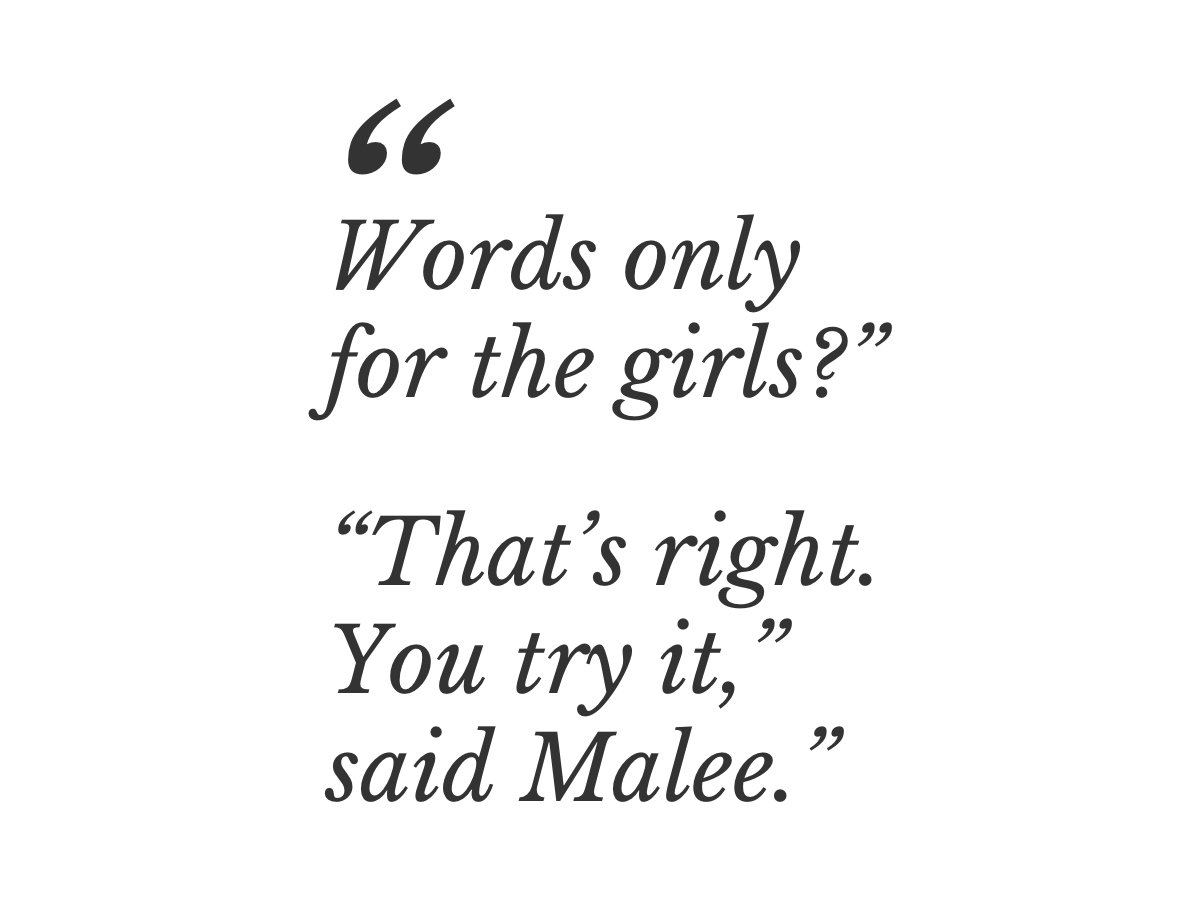 “
Words only
for the girls?”
“That’s right.
You try it,”
said Malee.”